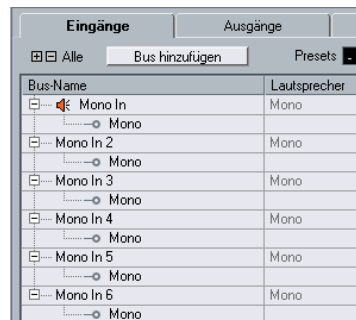 Eingänge Ausgänge
Alle Bus hinzufügen Presets
Bus-Name Lautsprecher
Mono In Mono
Mono
Mono In 2 Mono
Mono
Mono In 3 Mono
Mono
Mono In 4 Mono
Mono
Mono In 5 Mono
Mono
Mono In 6 Mono
Mono